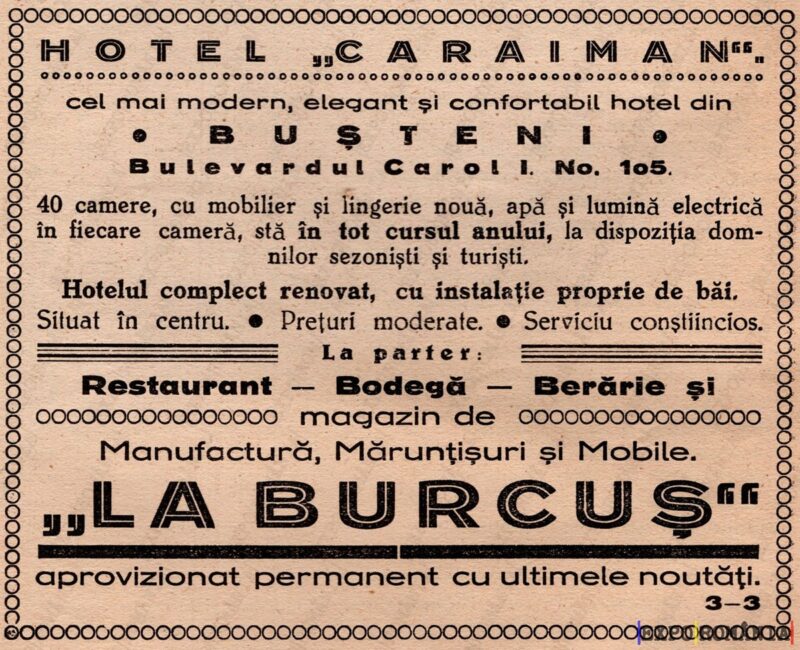 HOTEL „CARAIMAN“.
cel mai modern, elegant și confortabil hotel din
• BUȘTENI •
Bulevardul Carol I. No. 105.
40 camere, cu mobilier și lingerie nouă, apă și lumină electrică
în fiecare cameră, stă în tot cursul anului, la dispoziția dom-
nilor sezoniști și turiști.
Hotelul complect renovat, cu instalație proprie de băi.
Situat în centru. ● Prețuri moderate. ● Serviciu conștiincios.
La parter:
Restaurant — Bodegă — Berărie și
magazin de
Manufactură, Mărunțișuri și Mobile.
„LA BURCUȘ“
aprovizionat permanent cu ultimele noutăți.
3—3
EXPOROMÂNIA